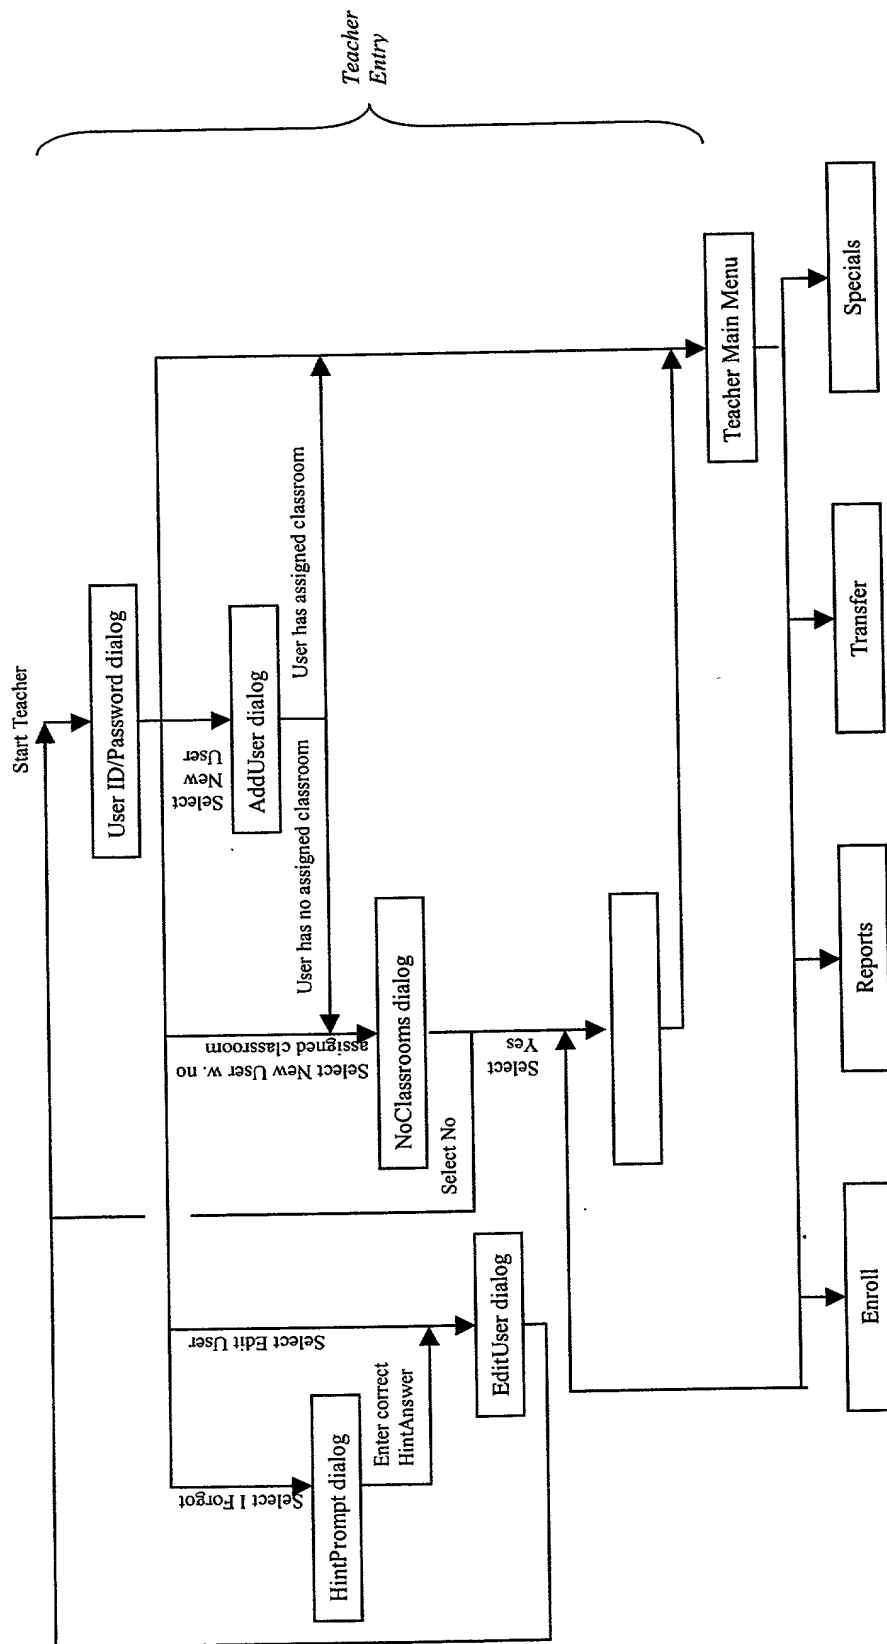 Start Teacher
User ID/Password dialog
Select
New
User
AddUser dialog
User has no assigned classroom
User has assigned classroom
Select New User w. no
assigned classroom
NoClassrooms dialog
Select No
Select
Yes
Select I Forgot
HintPrompt dialog
Enter correct
HintAnswer
Select Edit User
EditUser dialog
Teacher Main Menu
Enroll
Reports
Transfer
Specials
Teacher
Entry